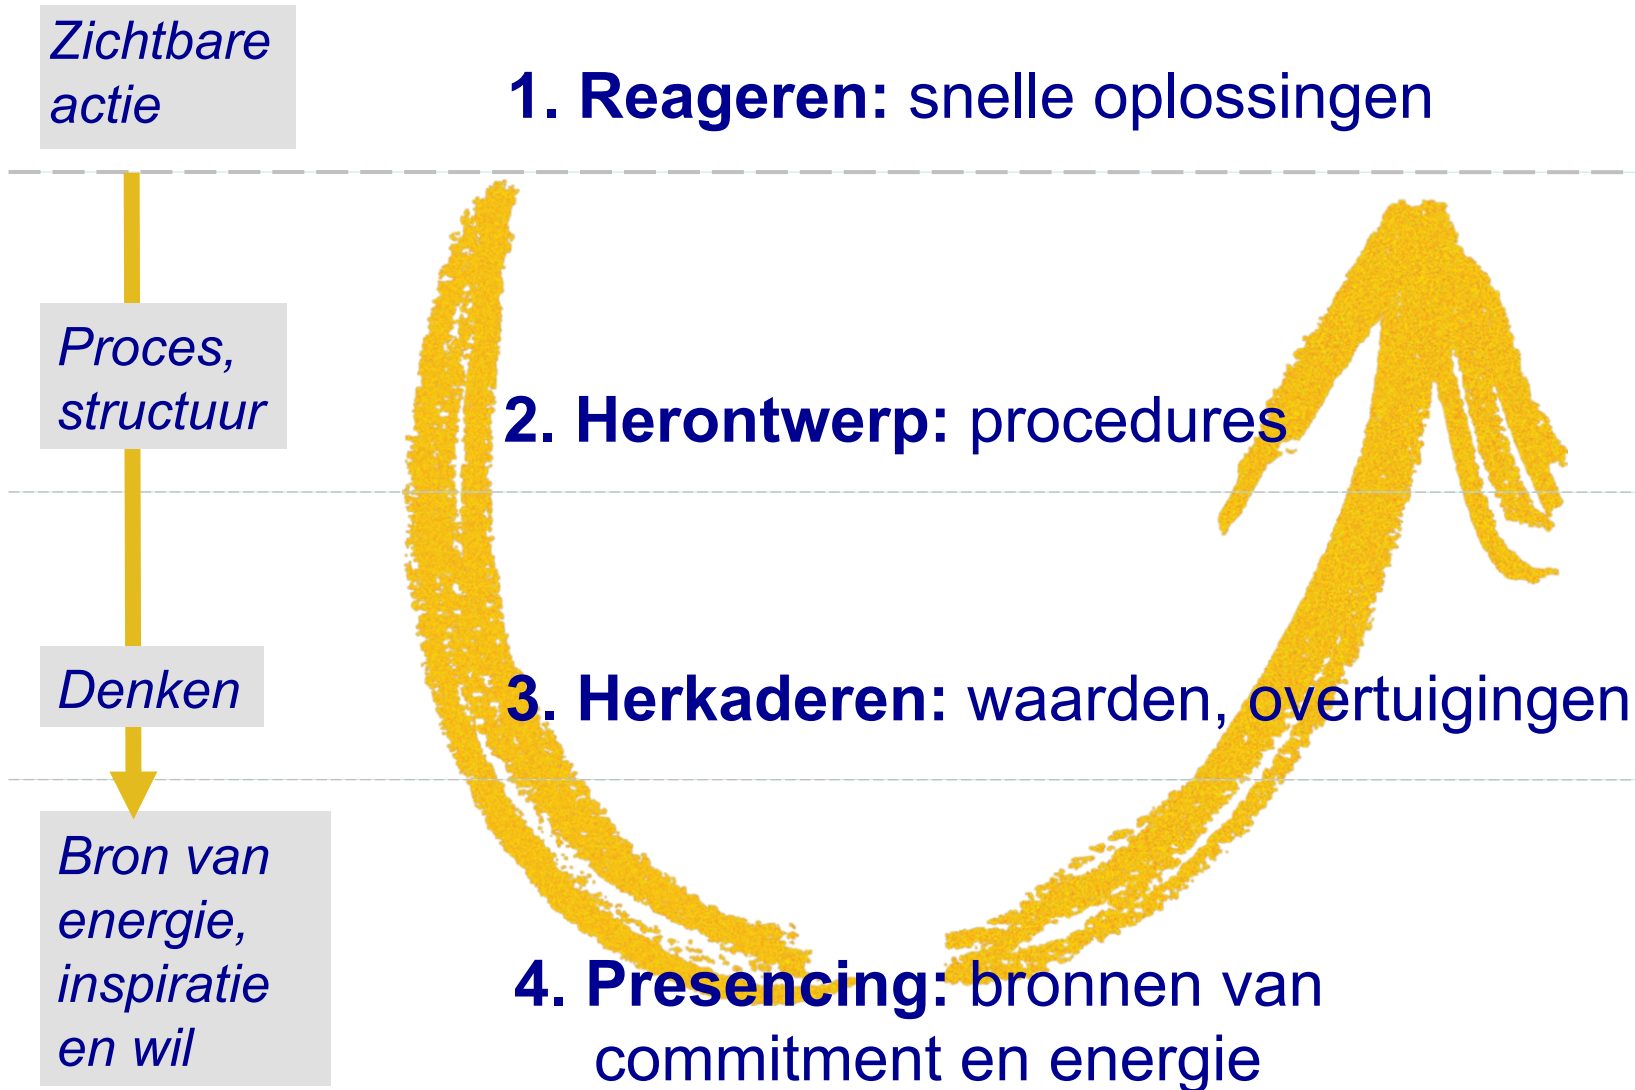 Zichtbare
actie
1. Reageren: snelle oplossingen
Proces,
structuur
2. Herontwerp: procedures
Denken
3. Herkaderen: waarden, overtuigingen
Bron van
energie,
inspiratie
en wil
4. Presencing: bronnen van
commitment en energie